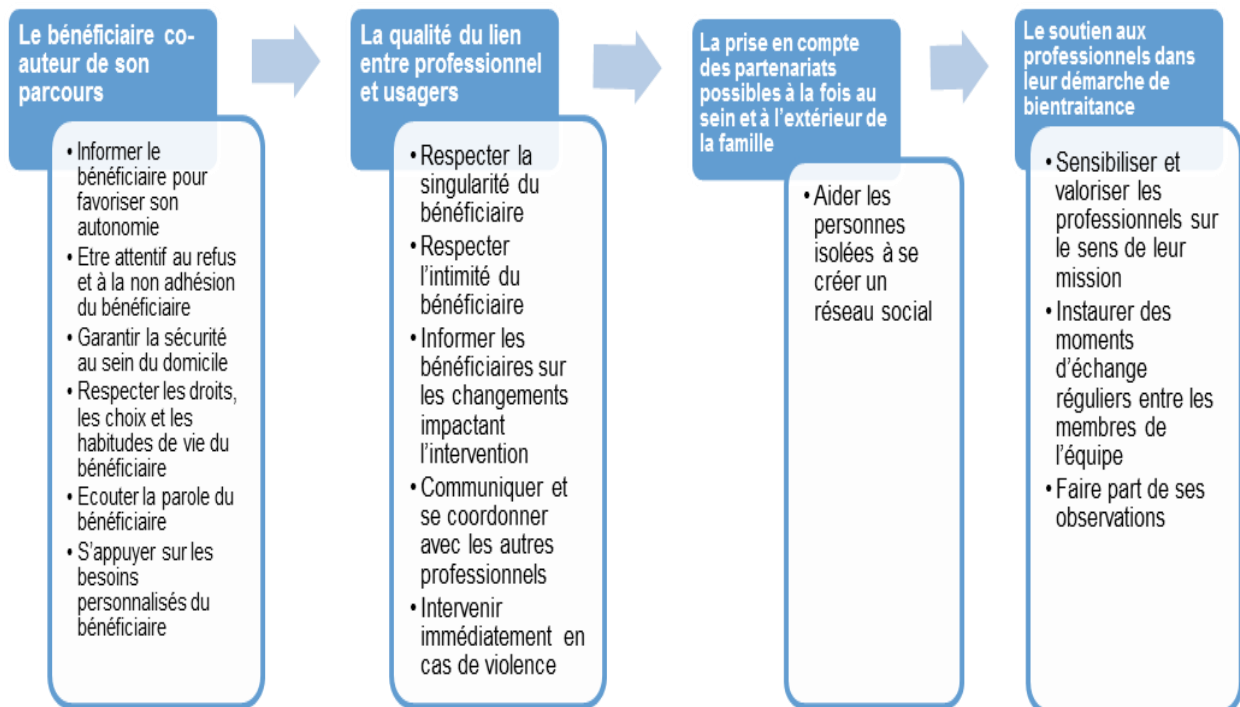 Le bénéficiaire co-
auteur de son
parcours
• Informer le
bénéficiaire pour
favoriser son
autonomie
• Etre attentif au refus
et à la non adhésion
du bénéficiaire
• Garantir la sécurité
au sein du domicile
• Respecter les droits,
les choix et les
habitudes de vie du
bénéficiaire
• Ecouter la parole du
bénéficiaire
• S'appuyer sur les
besoins
personnalisés du
bénéficiaire
La qualité du lien
entre professionnel
et usagers
• Respecter la
singularité du
bénéficiaire
• Respecter
l'intimité du
bénéficiaire
• Informer les
bénéficiaires sur
les changements
impactant
l'intervention
• Communiquer et
se coordonner
avec les autres
professionnels
• Intervenir
immédiatement en
cas de violence
La prise en compte
des partenariats
possibles à la fois au
sein et à l'extérieur de
la famille
• Aider les
personnes
isolées à se
créer un
réseau social
Le soutien aux
professionnels dans
leur démarche de
bientraitance
• Sensibiliser et
valoriser les
professionnels sur
le sens de leur
mission
• Instaurer des
moments
d'échange
réguliers entre les
membres de
l'équipe
• Faire part de ses
observations